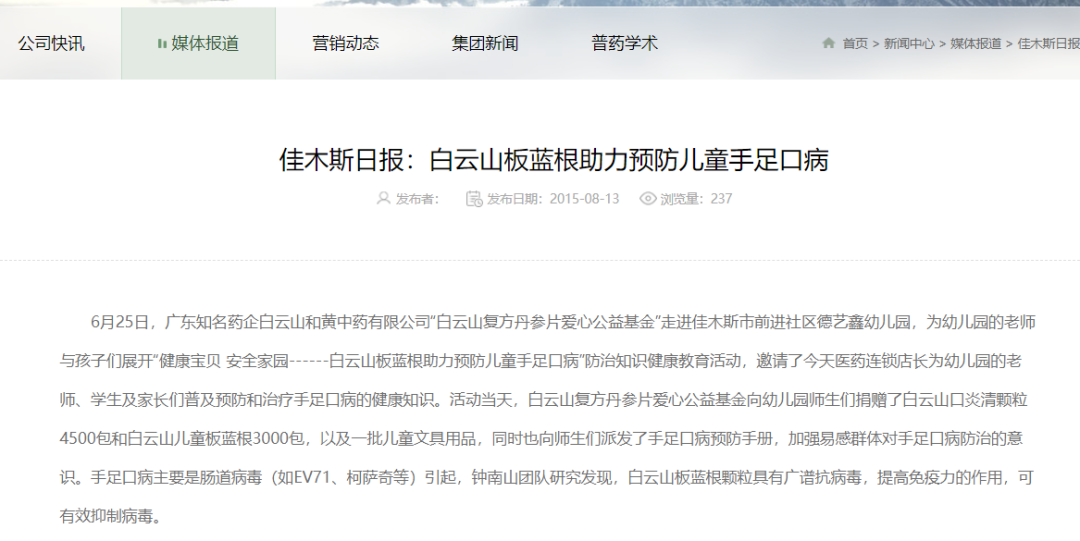 公司快讯 媒体报道 营销动态 集团新闻 普药学术 首页 > 新闻中心 > 媒体报道 > 佳木斯日报
佳木斯日报：白云山板蓝根助力预防儿童手足口病
发布者： 发布日期：2015-08-13 浏览量：237
6月25日，广东知名药企白云山和黄中药有限公司“白云山复方丹参片爱心公益基金”走进佳木斯市前进社区德艺鑫幼儿园，为幼儿园的老师
与孩子们展开“健康宝贝 安全家园------白云山板蓝根助力预防儿童手足口病”防治知识健康教育活动，邀请了今天医药连锁店长为幼儿园的老
师、学生及家长们普及预防和治疗手足口病的健康知识。活动当天，白云山复方丹参片爱心公益基金向幼儿园师生们捐赠了白云山口炎清颗粒
4500包和白云山儿童板蓝根3000包，以及一批儿童文具用品，同时也向师生们派发了手足口病预防手册，加强易感群体对手足口病防治的意
识。手足口病主要是肠道病毒（如EV71、柯萨奇等）引起，钟南山团队研究发现，白云山板蓝根颗粒具有广谱抗病毒，提高免疫力的作用，可
有效抑制病毒。